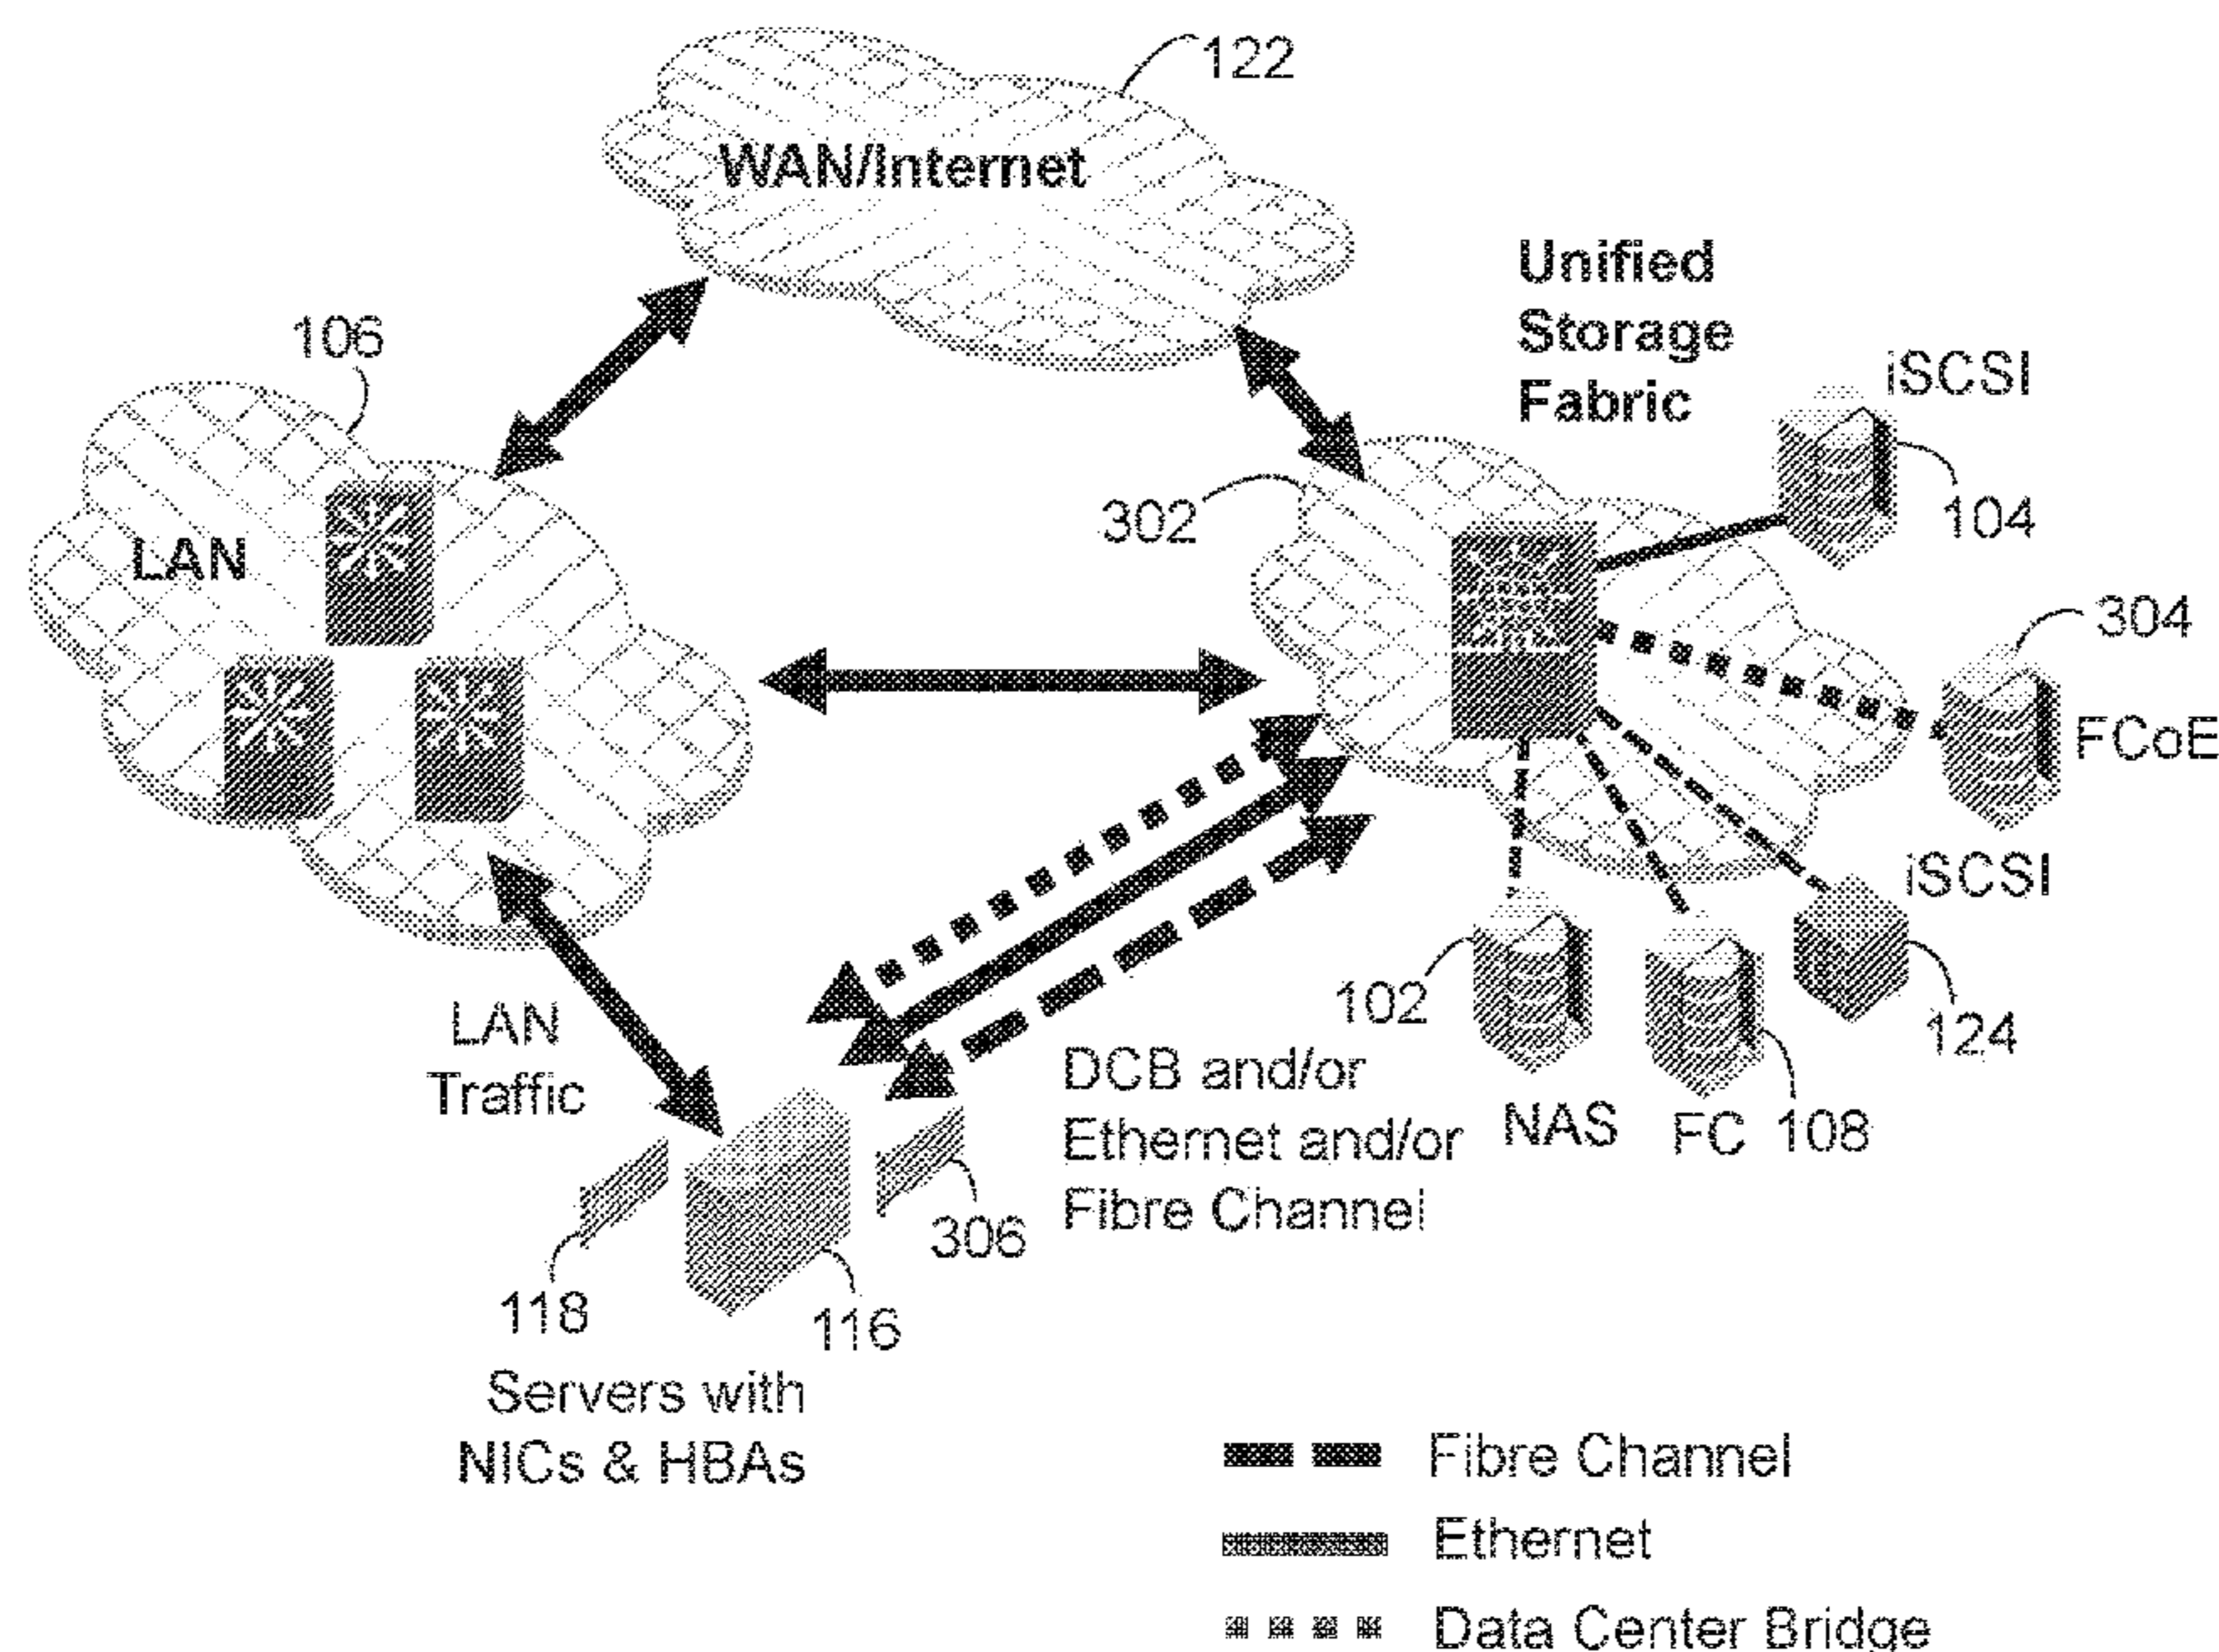 122
WAN/Internet
Unified
Storage
Fabric
106
iSCSI
302
104
LAN
304
FCoE
iSCSI
102
124
LAN
Traffic
DCB and/or
Ethernet and/or
Fibre Channel
NAS
FC 108
306
118
116
Servers with
NICs & HBAs
Fibre Channel
Ethernet
Data Center Bridge